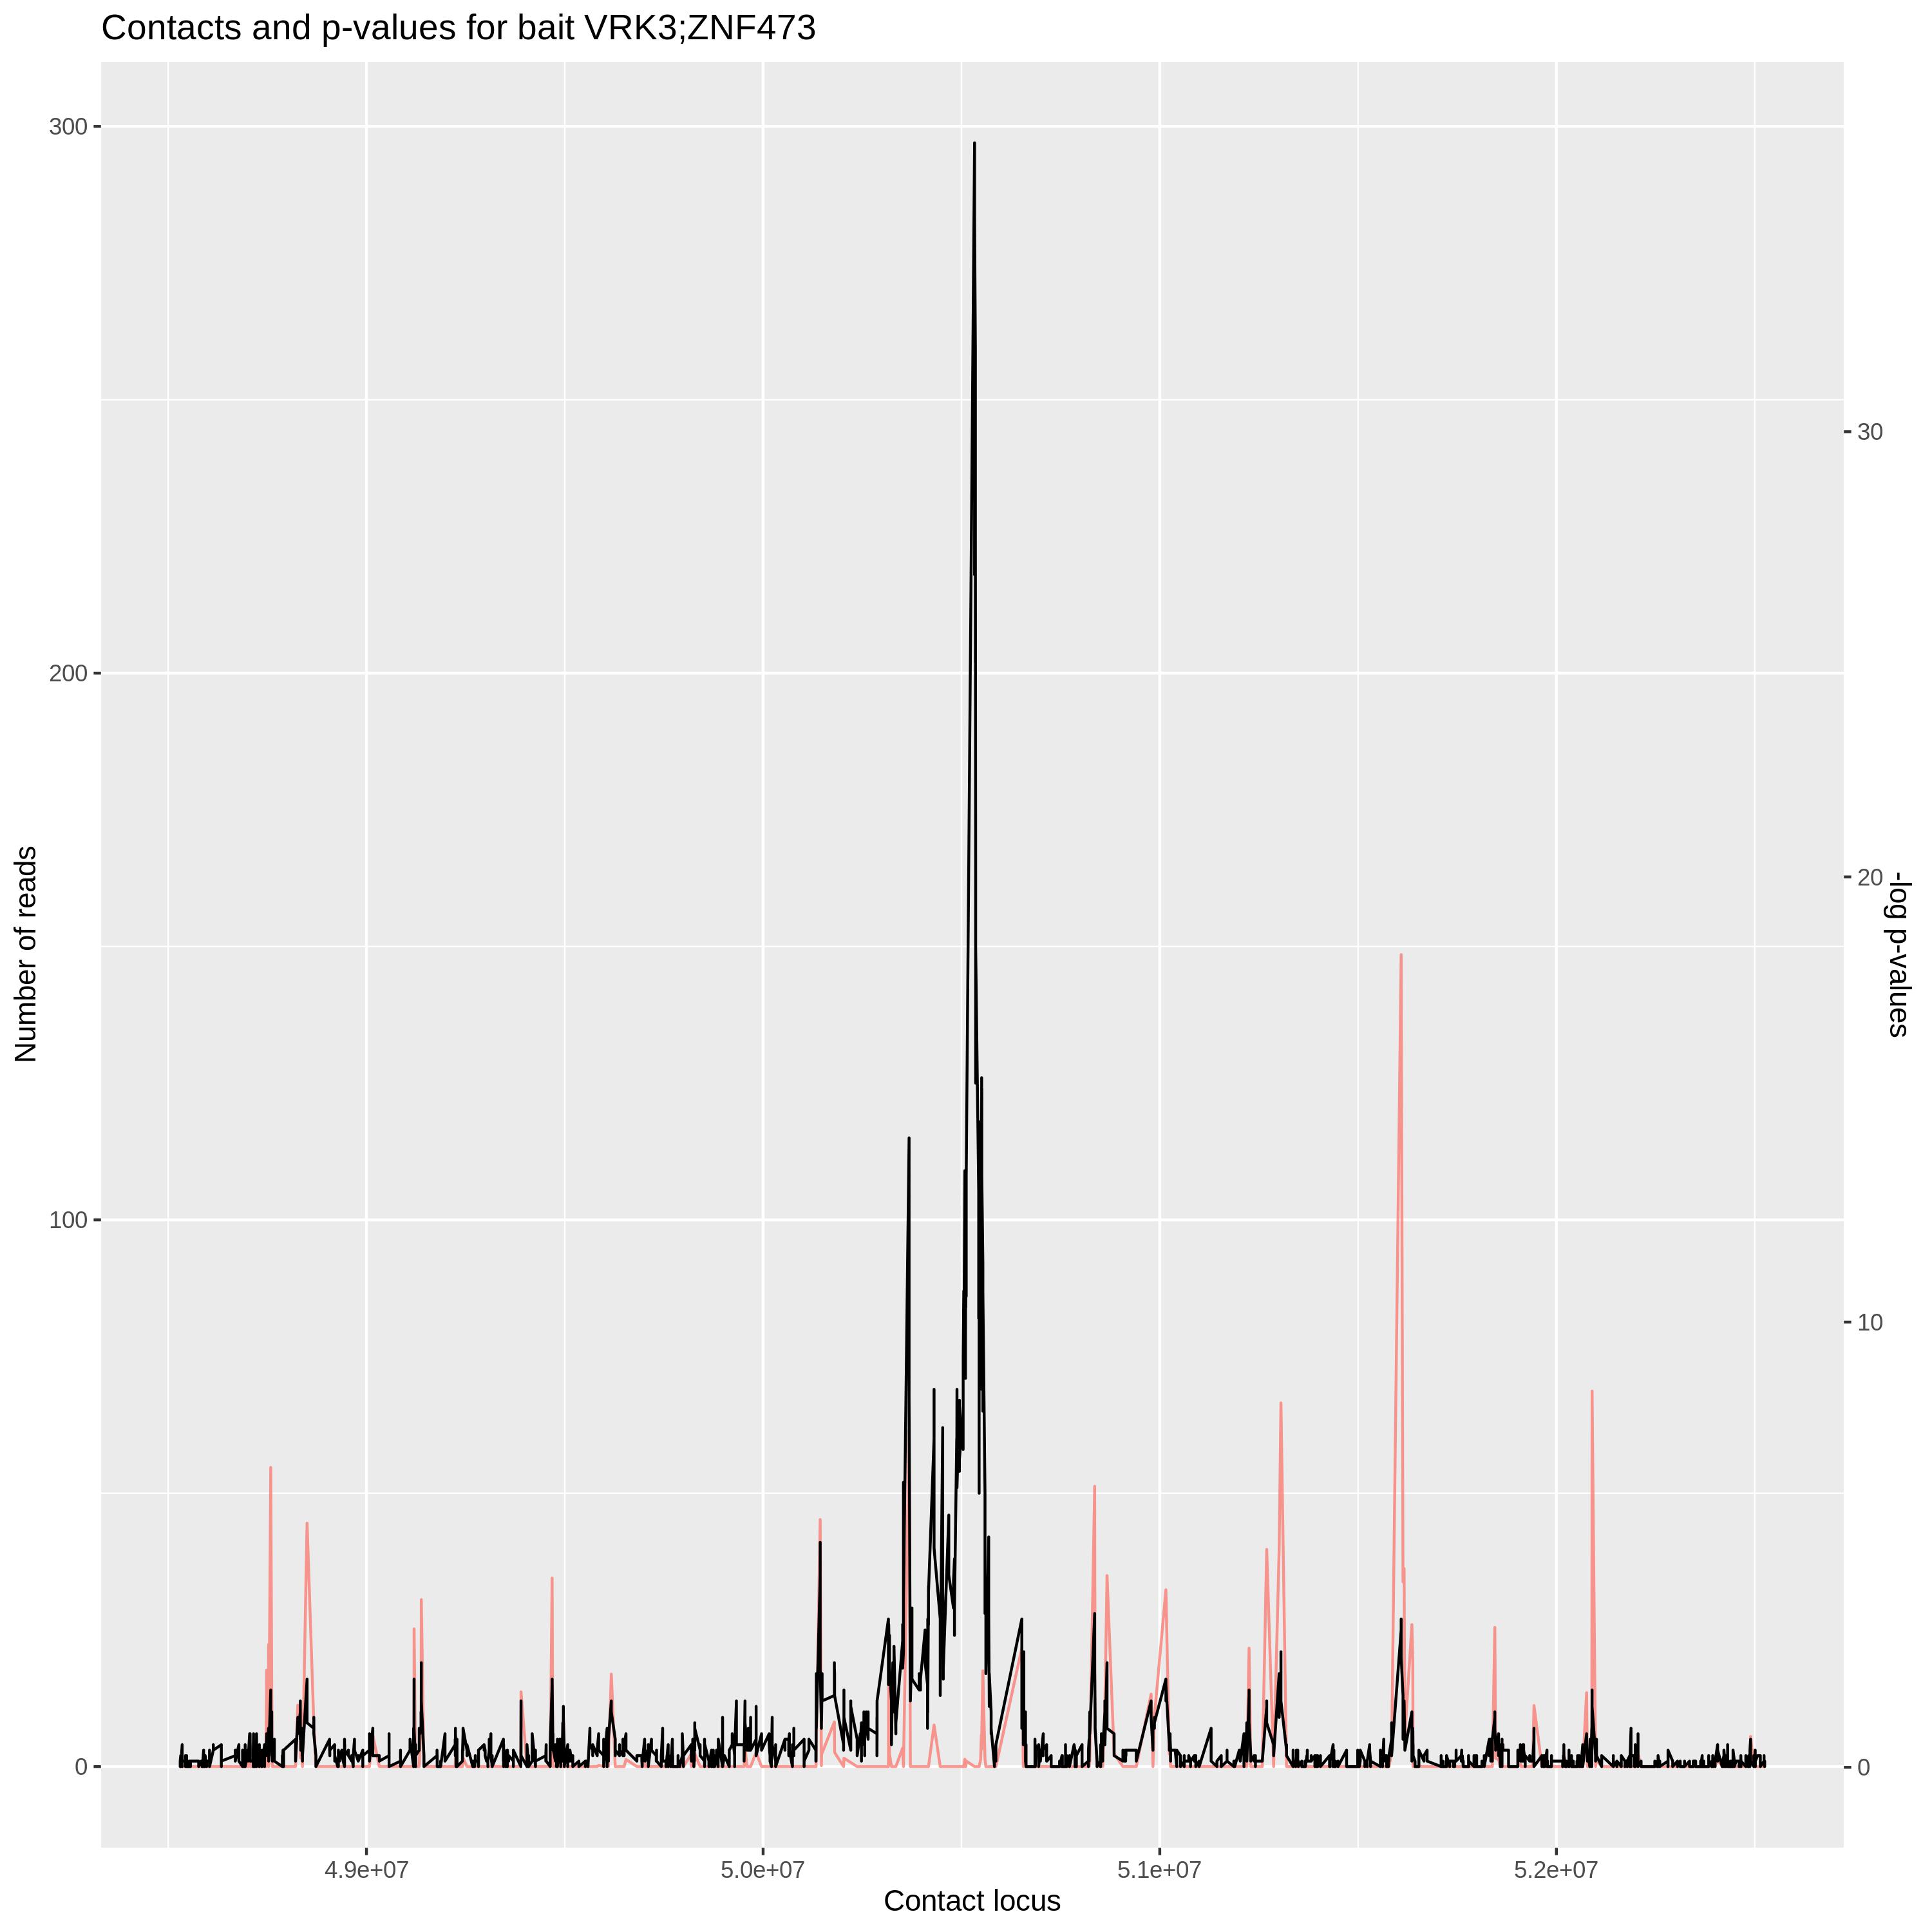 Contacts and p-values for bait VRK3;ZNF473
300
200
100
0
Number of reads
30
20
10
0
-log p-values
4.9e+07
5.0e+07
5.1e+07
5.2e+07
Contact locus